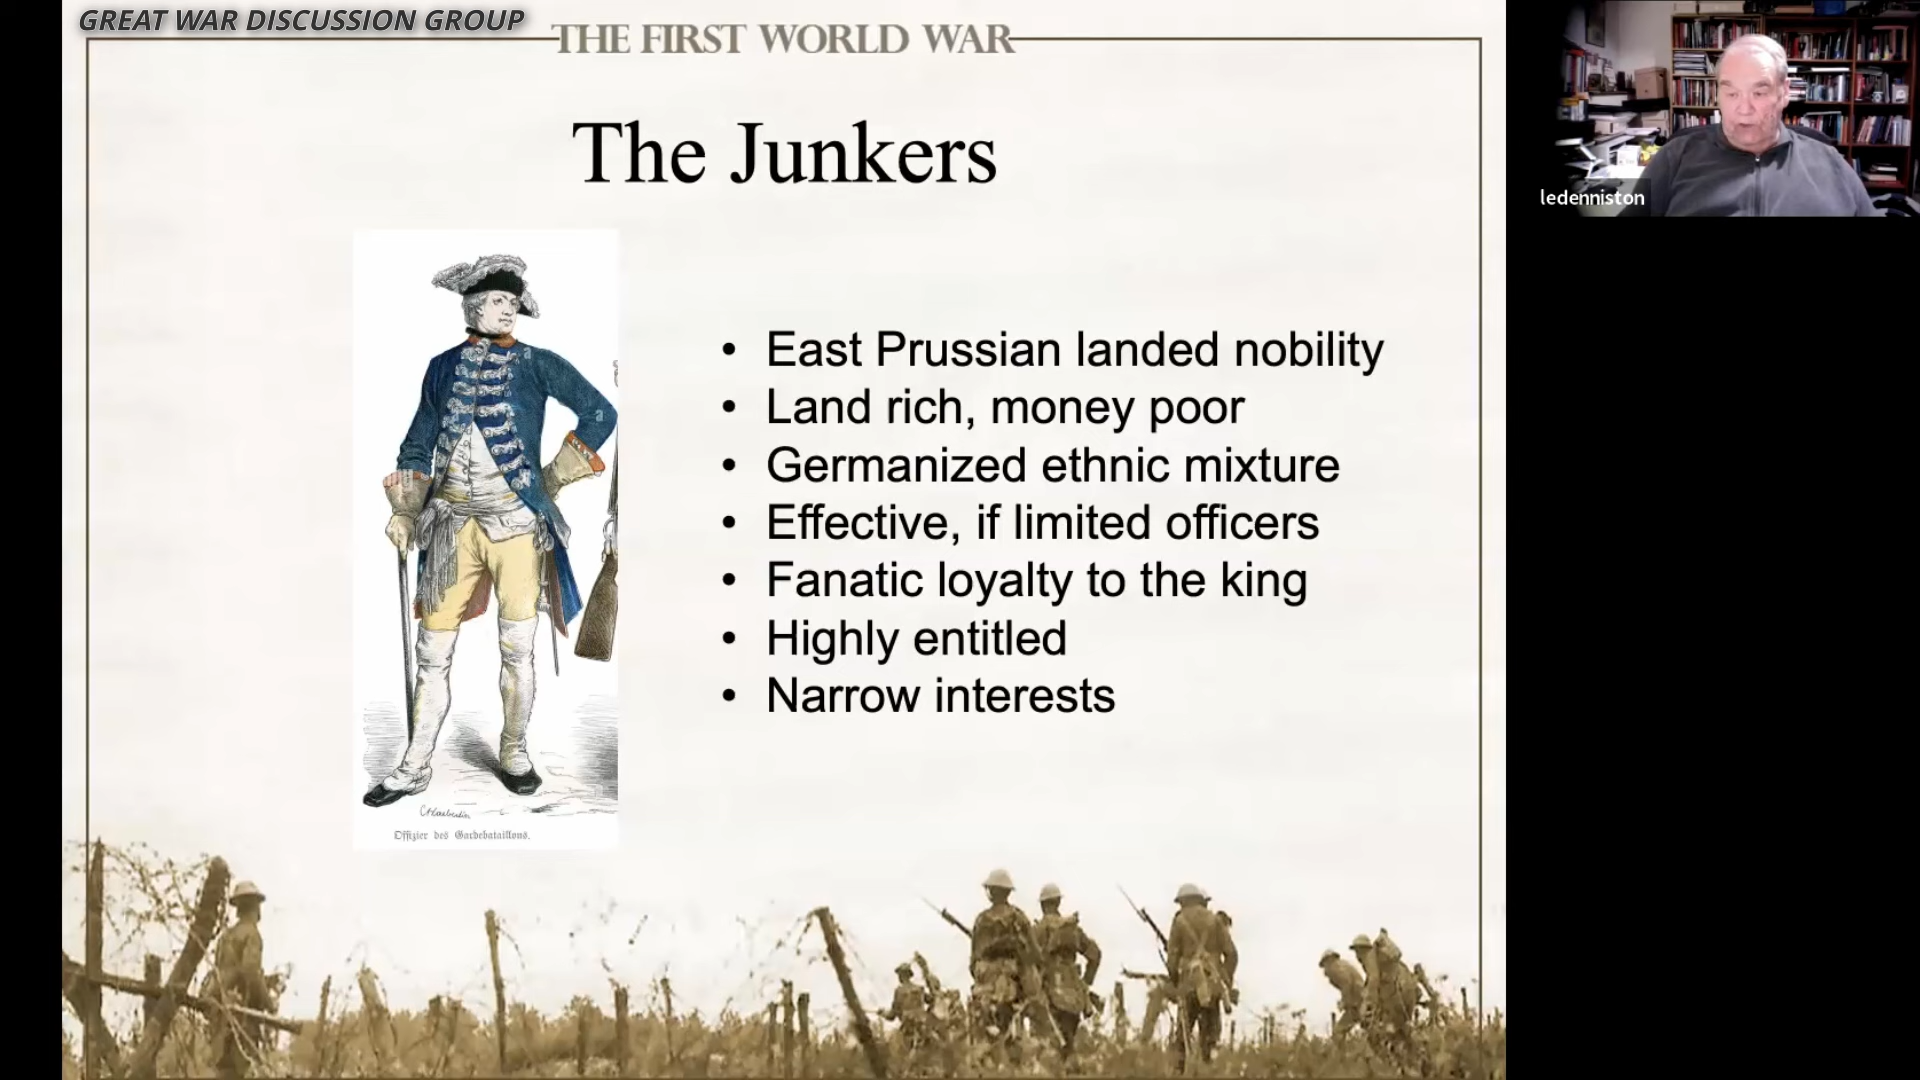 GREAT WAR DISCUSSION GROUP
THE FIRST WORLD WAR
The Junkers
• East Prussian landed nobility
• Land rich, money poor
• Germanized ethnic mixture
• Effective, if limited officers
• Fanatic loyalty to the king
• Highly entitled
• Narrow interests
Offizier des Gardebataillons.
ledenniston